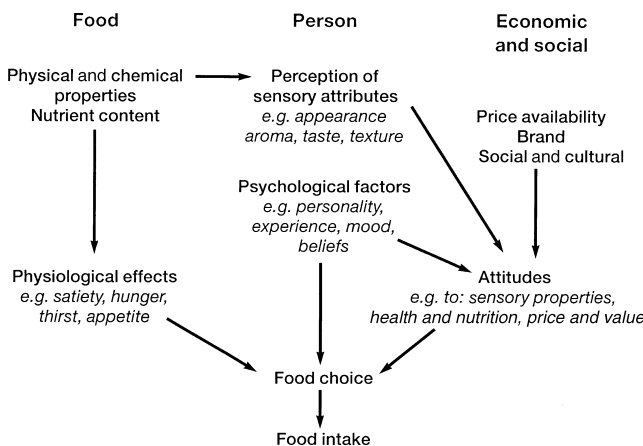 Food
Person
Economic
and social
Physical and chemical
properties
Nutrient content
Perception of
sensory attributes
e.g. appearance
aroma, taste, texture
Price availability
Brand
Social and cultural
Psychological factors
e.g. personality,
experience, mood,
beliefs
Physiological effects
e.g. satiety, hunger,
thirst, appetite
Attitudes
e.g. to: sensory properties,
health and nutrition, price and value
Food choice
Food intake